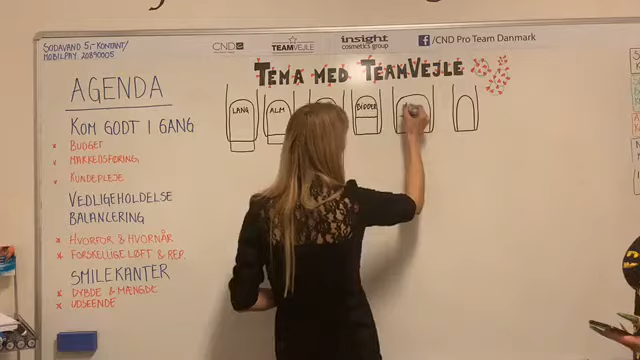 SODAVAND 5,- KONTANT/
MOBILPAY 20890005
CND
TEAMVEJLE
insight
cosmetics group
/CND Pro Team Danmark
TEMA MED TEAMVEJLE
AGENDA
LANG
ALM
BIDDER
KOM GODT I GANG
BUDGET
MARKEDSFØRING
KUNDEPLEJE
VEDLIGEHOLDELSE
BALANCERING
HVORFOR & HVORNÅR
FORSKELLIGE LØFT & REP.
SMILEKANTER
DYBDE & MÆNGDE
UDSEENDE